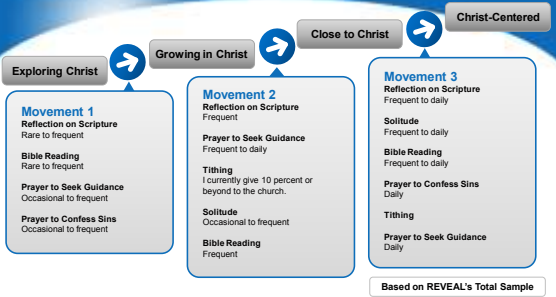 Exploring Christ
Growing in Christ
Close to Christ
Christ-Centered
Movement 1
Reflection on Scripture
Rare to frequent
Bible Reading
Rare to frequent
Prayer to Seek Guidance
Occasional to frequent
Prayer to Confess Sins
Occasional to frequent
Movement 2
Reflection on Scripture
Frequent
Prayer to Seek Guidance
Frequent to daily
Tithing
I currently give 10 percent or
beyond to the church.
Solitude
Occasional to frequent
Bible Reading
Frequent
Movement 3
Reflection on Scripture
Frequent to daily
Solitude
Frequent to daily
Bible Reading
Frequent to daily
Prayer to Confess Sins
Daily
Tithing
Prayer to Seek Guidance
Daily
Based on REVEAL's Total Sample